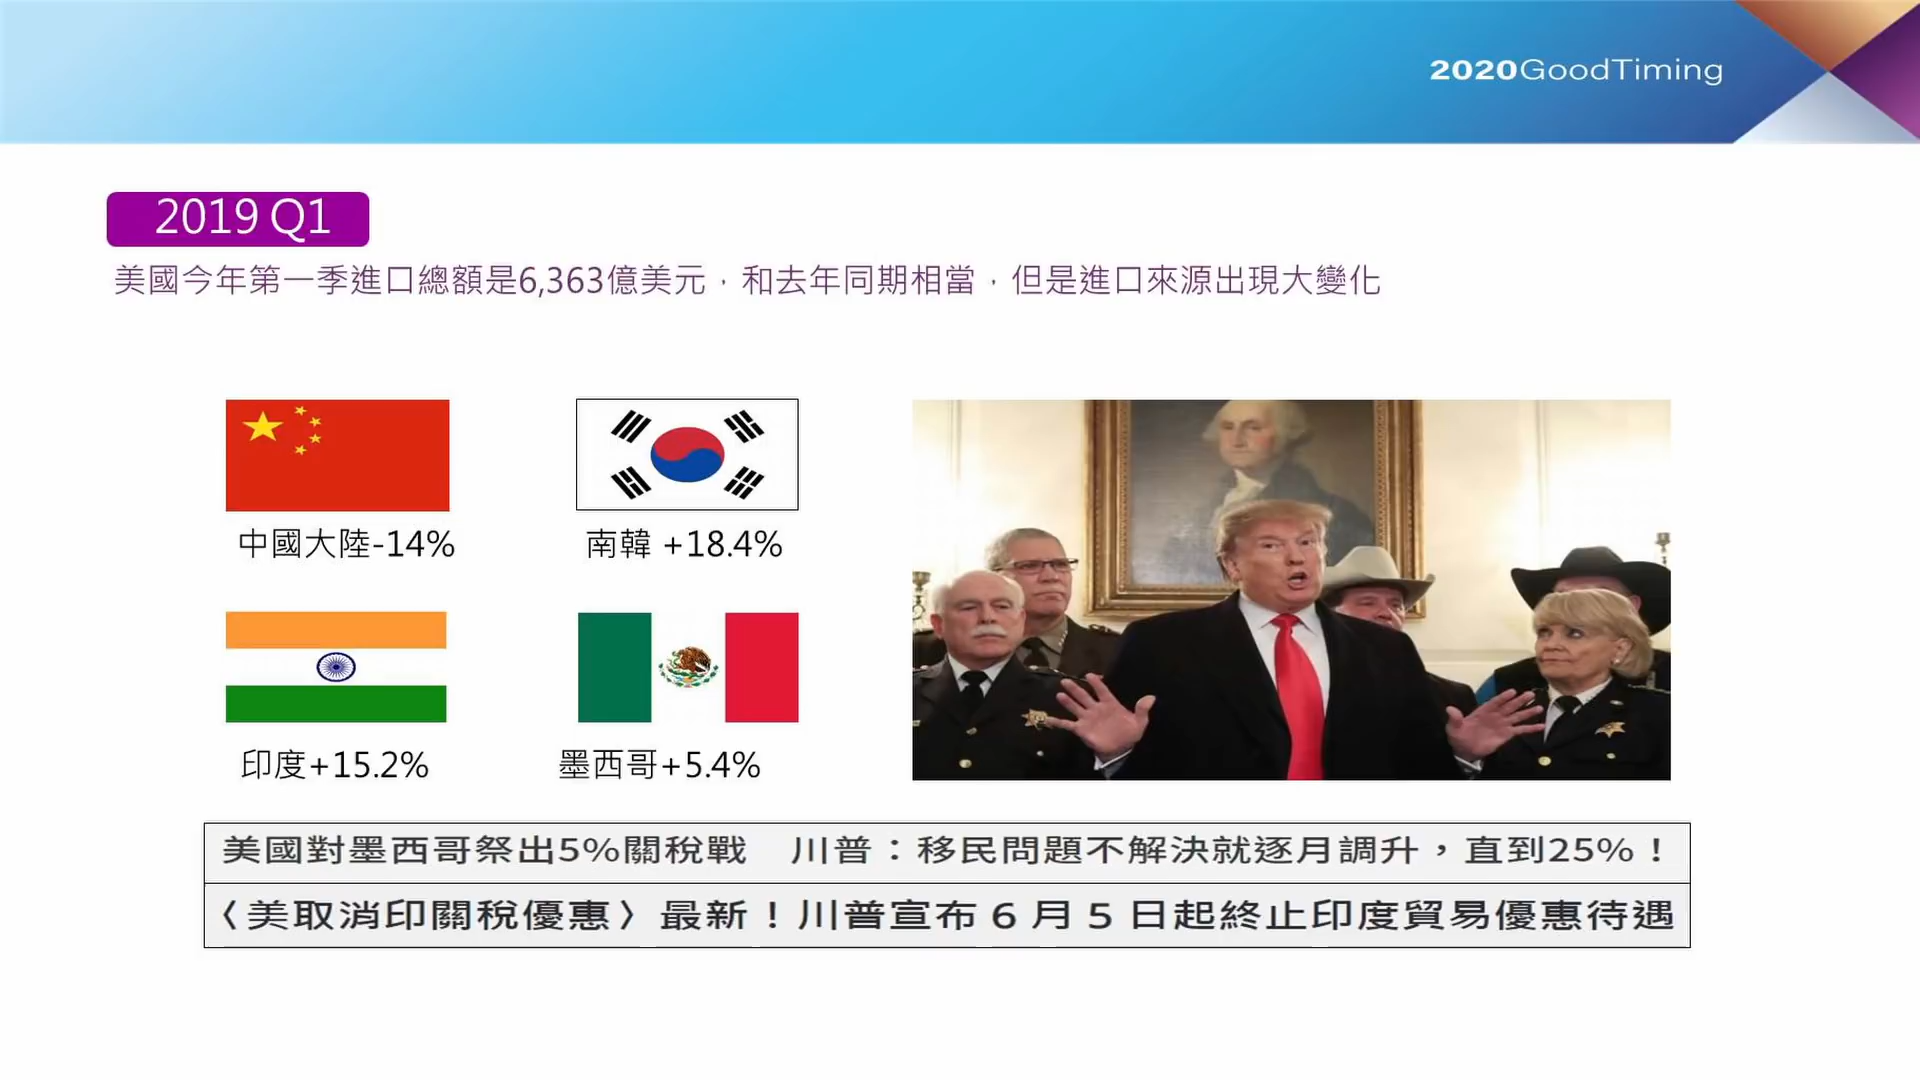 2020GoodTiming
2019 Q1
美國今年第一季進口總額是6,363億美元，和去年同期相當，但是進口來源出現大變化
中國大陸-14%
南韓 +18.4%
印度+15.2%
墨西哥+5.4%
美國對墨西哥祭出5%關稅戰　川普：移民問題不解決就逐月調升，直到25%！
〈美取消印關稅優惠〉最新！川普宣布 6 月 5 日起終止印度貿易優惠待遇